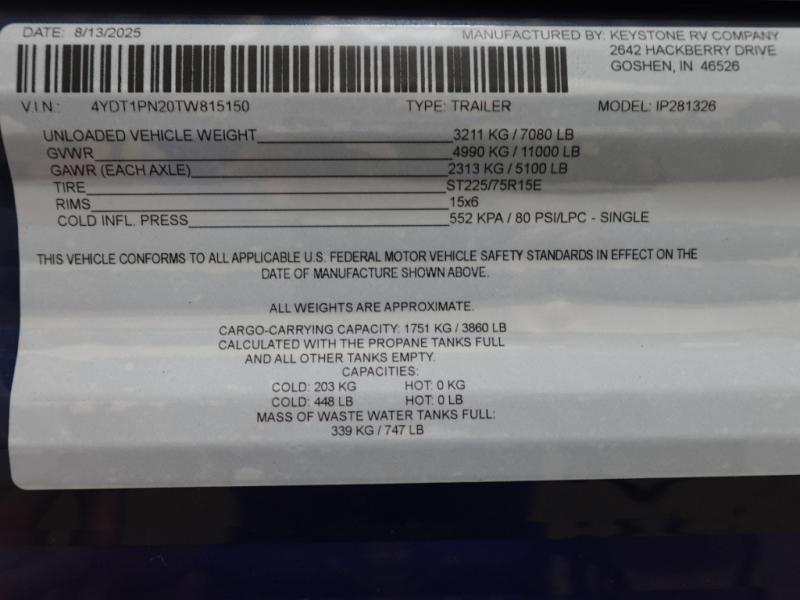 DATE: 8/13/2025 MANUFACTURED BY: KEYSTONE RV COMPANY
2642 HACKBERRY DRIVE
GOSHEN, IN 46526
V.I.N.: 4YDT1PN20TW815150 TYPE: TRAILER MODEL: IP281326
UNLOADED VEHICLE WEIGHT 3211 KG / 7080 LB
GVWR 4990 KG / 11000 LB
GAWR (EACH AXLE) 2313 KG / 5100 LB
TIRE ST225/75R15E
RIMS 15x6
COLD INFL. PRESS 552 KPA / 80 PSI/LPC - SINGLE
THIS VEHICLE CONFORMS TO ALL APPLICABLE U.S. FEDERAL MOTOR VEHICLE SAFETY STANDARDS IN EFFECT ON THE
DATE OF MANUFACTURE SHOWN ABOVE.
ALL WEIGHTS ARE APPROXIMATE.
CARGO-CARRYING CAPACITY: 1751 KG / 3860 LB
CALCULATED WITH THE PROPANE TANKS FULL
AND ALL OTHER TANKS EMPTY.
CAPACITIES:
COLD: 203 KG HOT: 0 KG
COLD: 448 LB HOT: 0 LB
MASS OF WASTE WATER TANKS FULL:
339 KG / 747 LB